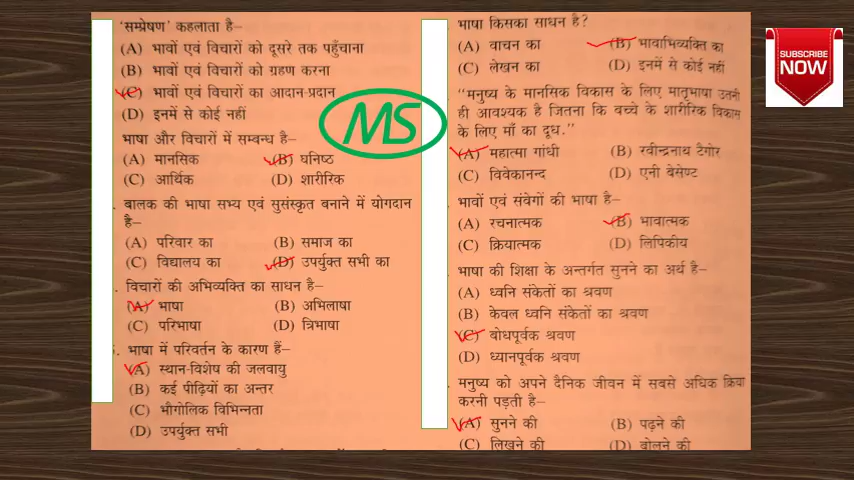 'सम्प्रेषण' कहलाता है-
(A) भावों एवं विचारों को दूसरे तक पहुँचाना
(B) भावों एवं विचारों को ग्रहण करना
(C) भावों एवं विचारों का आदान-प्रदान
(D) इनमें से कोई नहीं
भाषा और विचारों में सम्बन्ध है-
(A) मानसिक (B) घनिष्ठ
(C) आर्थिक (D) शारीरिक
बालक की भाषा सभ्य एवं सुसंस्कृत बनाने में योगदान
है-
(A) परिवार का (B) समाज का
(C) विद्यालय का (D) उपर्युक्त सभी का
विचारों की अभिव्यक्ति का साधन है-
(A) भाषा (B) अभिलाषा
(C) परिभाषा (D) त्रिभाषा
भाषा में परिवर्तन के कारण हैं-
(A) स्थान-विशेष की जलवायु
(B) कई पीढ़ियों का अन्तर
(C) भौगोलिक विभिन्नता
(D) उपर्युक्त सभी
MS
भाषा किसका साधन है?
(A) वाचन का (B) भावाभिव्यक्ति का
(C) लेखन का (D) इनमें से कोई नहीं
"मनुष्य के मानसिक विकास के लिए मातृभाषा उतनी
ही आवश्यक है जितना कि बच्चे के शारीरिक विकास
के लिए माँ का दूध।"
(A) महात्मा गांधी (B) रवीन्द्रनाथ टैगोर
(C) विवेकानन्द (D) एनी बेसेण्ट
भावों एवं संवेगों की भाषा है-
(A) रचनात्मक (B) भावात्मक
(C) क्रियात्मक (D) लिपिकीय
भाषा की शिक्षा के अन्तर्गत सुनने का अर्थ है-
(A) ध्वनि संकेतों का श्रवण
(B) केवल ध्वनि संकेतों का श्रवण
(C) बोधपूर्वक श्रवण
(D) ध्यानपूर्वक श्रवण
मनुष्य को अपने दैनिक जीवन में सबसे अधिक क्रिया
करनी पड़ती है-
(A) सुनने की (B) पढ़ने की
(C) लिखने की (D) बोलने की
SUBSCRIBE
NOW